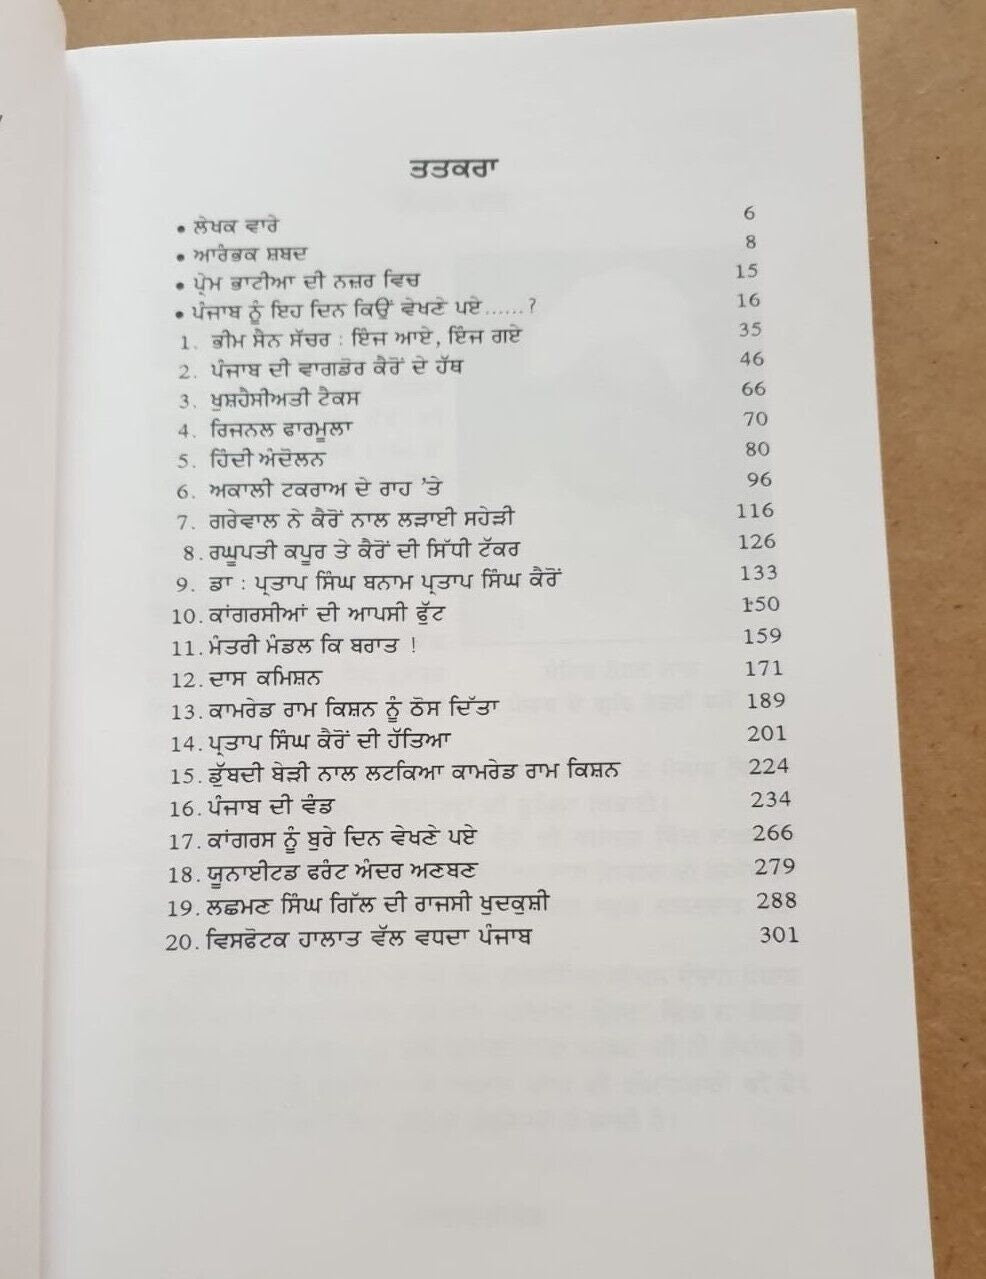 ਤਤਕਰਾ
• ਲੇਖਕ ਵਾਰੇ 6
• ਆਰੰਭਕ ਸ਼ਬਦ 8
• ਪ੍ਰੇਮ ਭਾਟੀਆ ਦੀ ਨਜ਼ਰ ਵਿਚ 15
• ਪੰਜਾਬ ਨੂੰ ਇਹ ਦਿਨ ਕਿਉਂ ਵੇਖਣੇ ਪਏ......? 16
1. ਭੀਮ ਸੈਨ ਸੱਚਰ : ਇੰਜ ਆਏ, ਇੰਜ ਗਏ 35
2. ਪੰਜਾਬ ਦੀ ਵਾਗਡੋਰ ਕੈਰੋਂ ਦੇ ਹੱਥ 46
3. ਖੁਸ਼ਹੈਸੀਅਤੀ ਟੈਕਸ 66
4. ਰਿਜਨਲ ਫਾਰਮੂਲਾ 70
5. ਹਿੰਦੀ ਅੰਦੋਲਨ 80
6. ਅਕਾਲੀ ਟਕਰਾਅ ਦੇ ਰਾਹ ’ਤੇ 96
7. ਗਰੇਵਾਲ ਨੇ ਕੈਰੋਂ ਨਾਲ ਲੜਾਈ ਸਹੇੜੀ 116
8. ਰਘੂਪਤੀ ਕਪੂਰ ਤੇ ਕੈਰੋਂ ਦੀ ਸਿੱਧੀ ਟੱਕਰ 126
9. ਡਾ : ਪ੍ਰਤਾਪ ਸਿੰਘ ਬਨਾਮ ਪ੍ਰਤਾਪ ਸਿੰਘ ਕੈਰੋਂ 133
10. ਕਾਂਗਰਸੀਆਂ ਦੀ ਆਪਸੀ ਫੁੱਟ 150
11. ਮੰਤਰੀ ਮੰਡਲ ਕਿ ਬਰਾਤ ! 159
12. ਦਾਸ ਕਮਿਸ਼ਨ 171
13. ਕਾਮਰੇਡ ਰਾਮ ਕਿਸ਼ਨ ਨੂੰ ਠੋਸ ਦਿੱਤਾ 189
14. ਪ੍ਰਤਾਪ ਸਿੰਘ ਕੈਰੋਂ ਦੀ ਹੱਤਿਆ 201
15. ਡੁੱਬਦੀ ਬੇੜੀ ਨਾਲ ਲਟਕਿਆ ਕਾਮਰੇਡ ਰਾਮ ਕਿਸ਼ਨ 224
16. ਪੰਜਾਬ ਦੀ ਵੰਡ 234
17. ਕਾਂਗਰਸ ਨੂੰ ਬੁਰੇ ਦਿਨ ਵੇਖਣੇ ਪਏ 266
18. ਯੂਨਾਈਟਡ ਫਰੰਟ ਅੰਦਰ ਅਣਬਣ 279
19. ਲਛਮਣ ਸਿੰਘ ਗਿੱਲ ਦੀ ਰਾਜਸੀ ਖੁਦਕੁਸ਼ੀ 288
20. ਵਿਸਫੋਟਕ ਹਾਲਾਤ ਵੱਲ ਵਧਦਾ ਪੰਜਾਬ 301